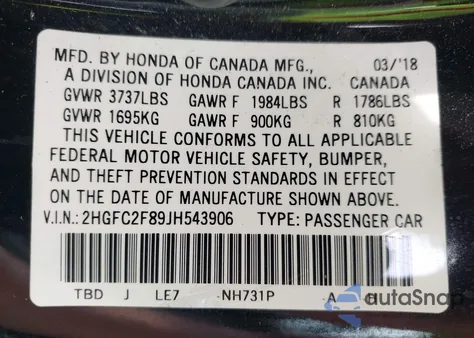 MFD. BY HONDA OF CANADA MFG., 03/'18
A DIVISION OF HONDA CANADA INC. CANADA
GVWR 3737LBS GAWR F 1984LBS R 1786LBS
GVWR 1695KG GAWR F 900KG R 810KG
THIS VEHICLE CONFORMS TO ALL APPLICABLE
FEDERAL MOTOR VEHICLE SAFETY, BUMPER,
AND THEFT PREVENTION STANDARDS IN EFFECT
ON THE DATE OF MANUFACTURE SHOWN ABOVE.
V.I.N.: 2HGFC2F89JH543906 TYPE: PASSENGER CAR
TBD J LE7 NH731P A
autoSnap